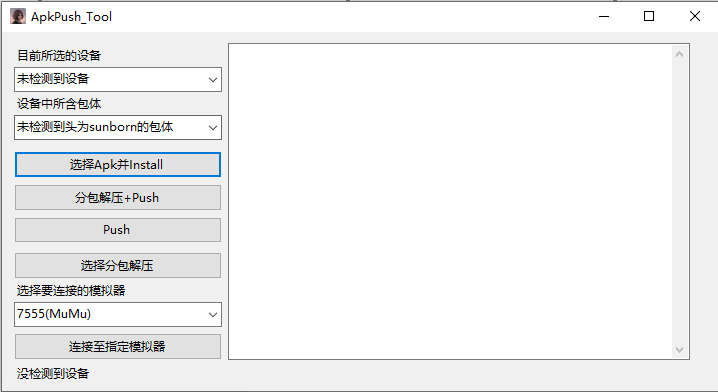 ApkPush_Tool
目前所选的设备
未检测到设备
设备中所含包体
未检测到头为sunborn的包体
选择Apk并Install
分包解压+Push
Push
选择分包解压
选择要连接的模拟器
7555(MuMu)
连接至指定模拟器
没检测到设备